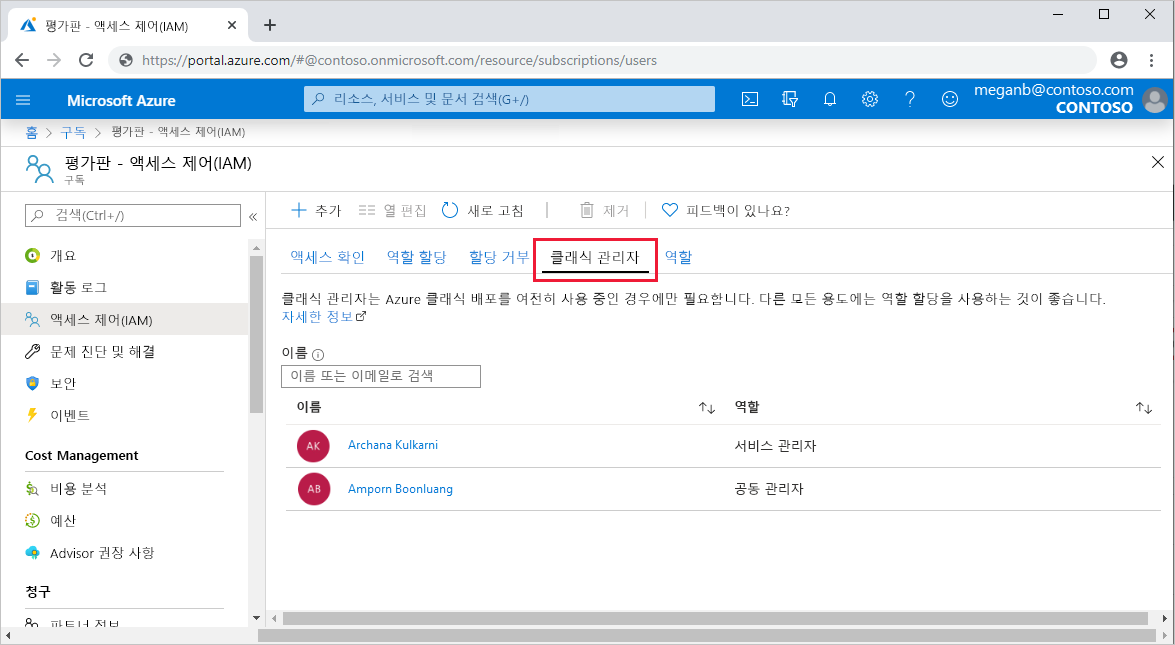 평가판 - 액세스 제어(IAM)
https://portal.azure.com/#@contoso.onmicrosoft.com/resource/subscriptions/users
Microsoft Azure
리소스, 서비스 및 문서 검색(G+/)
meganb@contoso.com
CONTOSO
홈 > 구독 > 평가판 - 액세스 제어(IAM)
평가판 - 액세스 제어(IAM)
구독
검색(Ctrl+/)
개요
활동 로그
액세스 제어(IAM)
문제 진단 및 해결
보안
이벤트
Cost Management
비용 분석
예산
Advisor 권장 사항
청구
파트너 정보
추가 열 편집 새로 고침 제거 피드백이 있나요?
액세스 확인 역할 할당 할당 거부 클래식 관리자 역할
클래식 관리자는 Azure 클래식 배포를 여전히 사용 중인 경우에만 필요합니다. 다른 모든 용도에는 역할 할당을 사용하는 것이 좋습니다.
자세한 정보
이름
이름 또는 이메일로 검색
이름 역할
AK Archana Kulkarni 서비스 관리자
AB Amporn Boonluang 공동 관리자